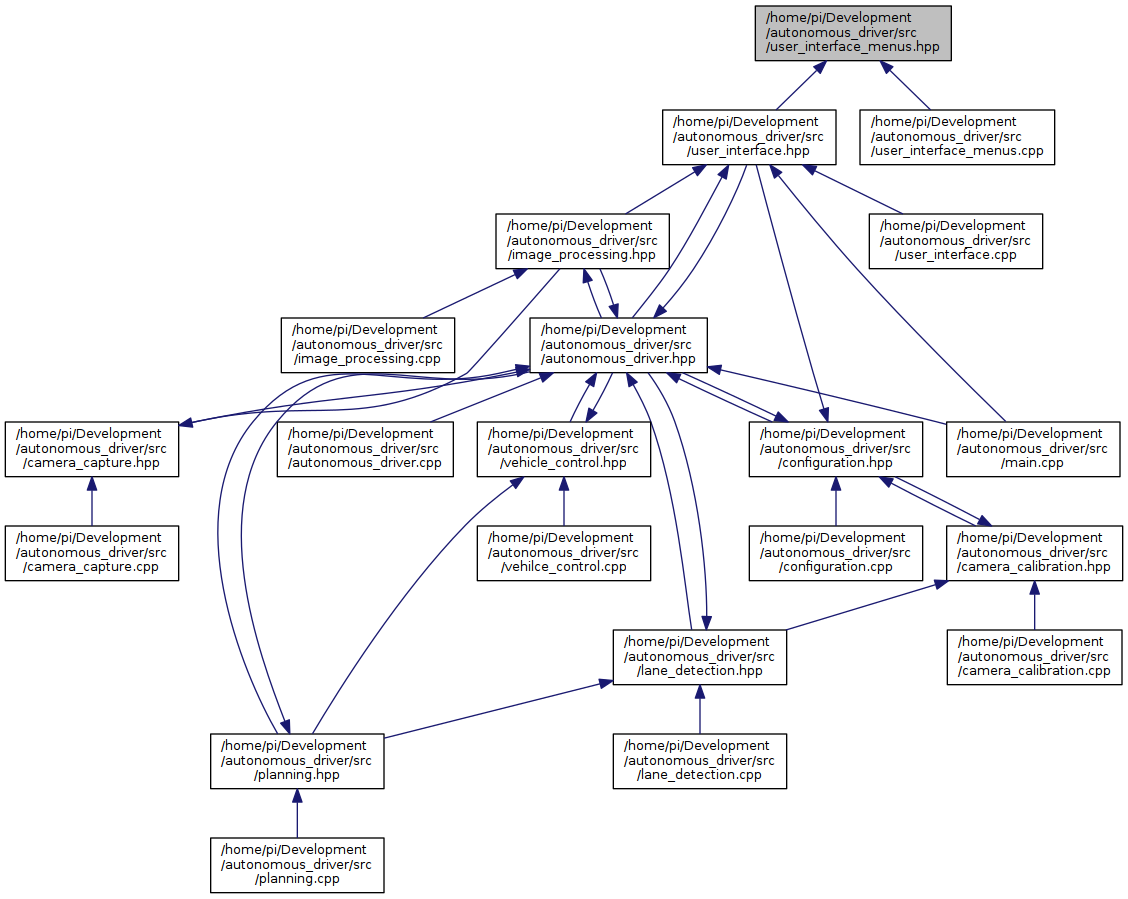 /home/pi/Development
/autonomous_driver/src
/user_interface_menus.hpp
/home/pi/Development
/autonomous_driver/src
/user_interface.hpp
/home/pi/Development
/autonomous_driver/src
/user_interface_menus.cpp
/home/pi/Development
/autonomous_driver/src
/image_processing.hpp
/home/pi/Development
/autonomous_driver/src
/user_interface.cpp
/home/pi/Development
/autonomous_driver/src
/image_processing.cpp
/home/pi/Development
/autonomous_driver/src
/autonomous_driver.hpp
/home/pi/Development
/autonomous_driver/src
/camera_capture.hpp
/home/pi/Development
/autonomous_driver/src
/autonomous_driver.cpp
/home/pi/Development
/autonomous_driver/src
/vehicle_control.hpp
/home/pi/Development
/autonomous_driver/src
/configuration.hpp
/home/pi/Development
/autonomous_driver/src
/main.cpp
/home/pi/Development
/autonomous_driver/src
/camera_capture.cpp
/home/pi/Development
/autonomous_driver/src
/vehilce_control.cpp
/home/pi/Development
/autonomous_driver/src
/configuration.cpp
/home/pi/Development
/autonomous_driver/src
/camera_calibration.hpp
/home/pi/Development
/autonomous_driver/src
/lane_detection.hpp
/home/pi/Development
/autonomous_driver/src
/camera_calibration.cpp
/home/pi/Development
/autonomous_driver/src
/planning.hpp
/home/pi/Development
/autonomous_driver/src
/lane_detection.cpp
/home/pi/Development
/autonomous_driver/src
/planning.cpp